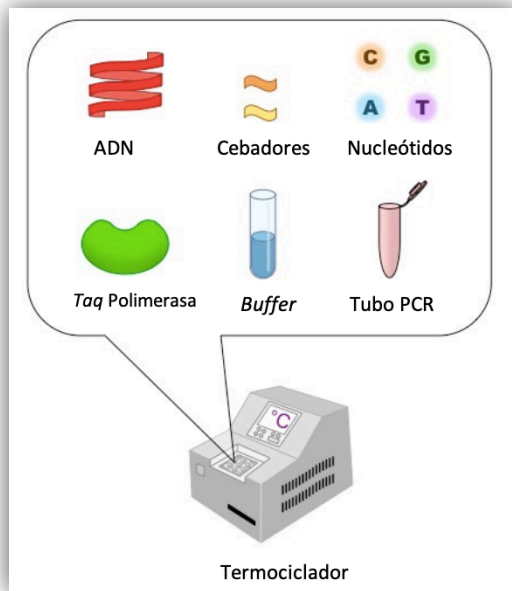 C G
A T
ADN Cebadores Nucleótidos
Taq Polimerasa Buffer Tubo PCR
°C
Termociclador